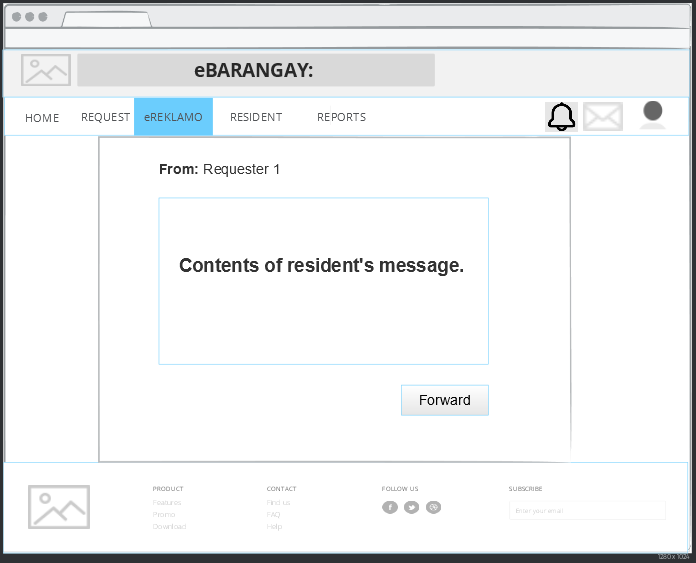 eBARANGAY:
HOME REQUEST eREKLAMO RESIDENT REPORTS
From: Requester 1
Contents of resident's message.
Forward
PRODUCT
Features
Promo
Download
CONTACT
Find us
FAQ
Help
FOLLOW US
SUBSCRIBE
Enter your email
1280 x 1024